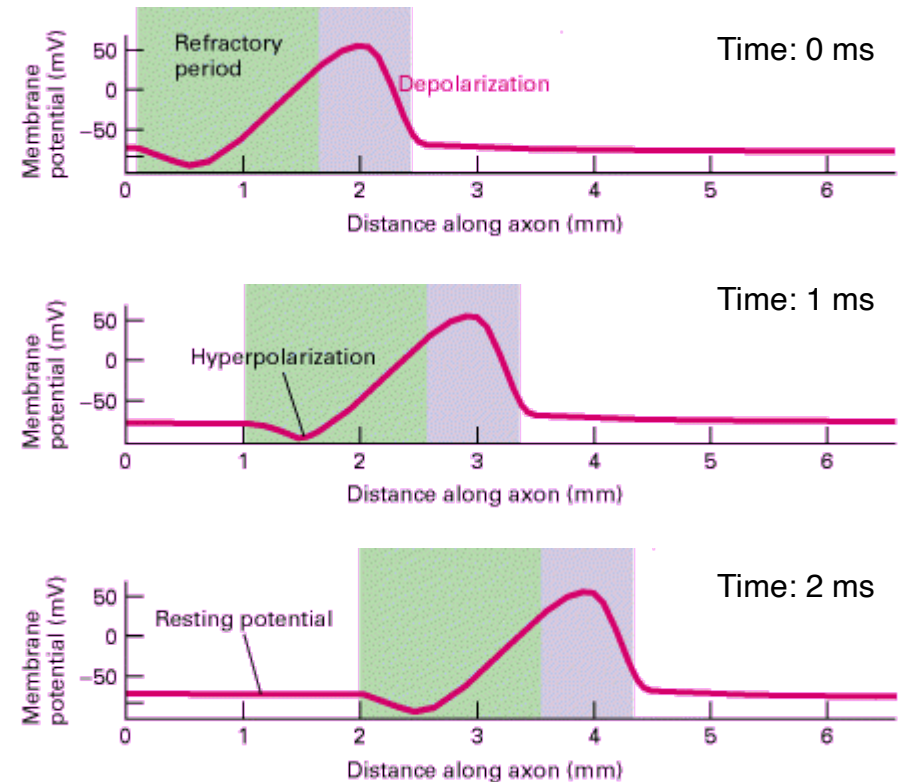 Time: 0 ms
Membrane
potential (mV)
50
0
−50
Refractory
period
Depolarization
0 1 2 3 4 5 6
Distance along axon (mm)
Time: 1 ms
Membrane
potential (mV)
50
0
−50
Hyperpolarization
0 1 2 3 4 5 6
Distance along axon (mm)
Time: 2 ms
Membrane
potential (mV)
50
0
−50
Resting potential
0 1 2 3 4 5 6
Distance along axon (mm)